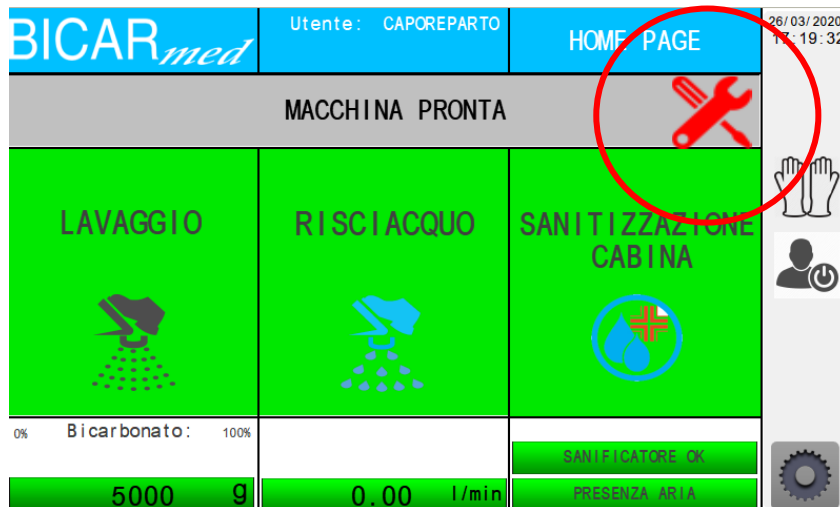 BICARmed
Utente: CAPOREPARTO
HOME PAGE
26/03/2020
17:19:32
MACCHINA PRONTA
LAVAGGIO
RISCIACQUO
SANITIZZAZIONE
CABINA
0% Bicarbonato: 100%
5000 g
0.00 l/min
SANIFICATORE OK
PRESENZA ARIA